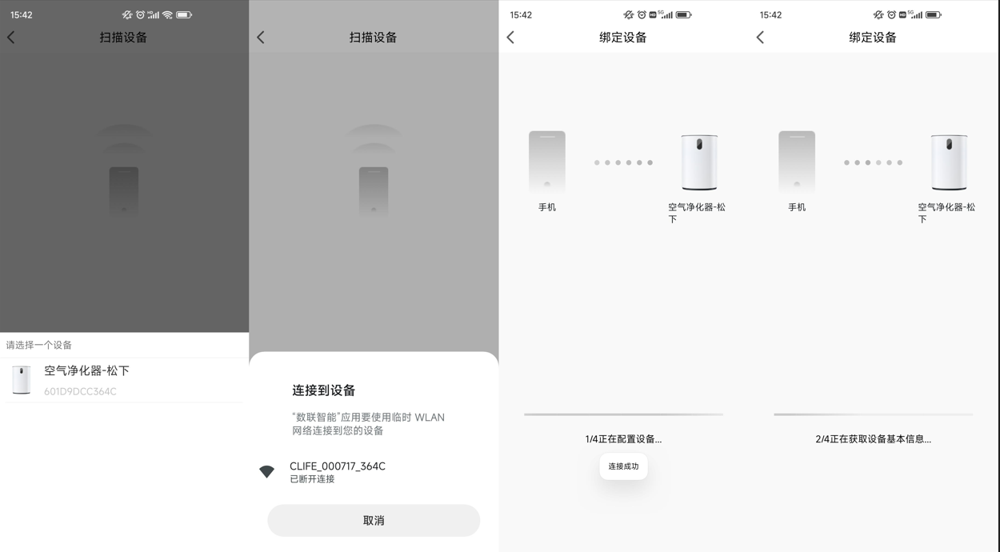 15:42
扫描设备
请选择一个设备
空气净化器-松下
601D9DCC364C
扫描设备
连接到设备
“数联智能”应用要使用临时 WLAN
网络连接到您的设备
CLIFE_000717_364C
已断开连接
取消
15:42
绑定设备
手机
空气净化器-松
下
1/4正在配置设备...
连接成功
15:42
绑定设备
手机
空气净化器-松
下
2/4正在获取设备基本信息...